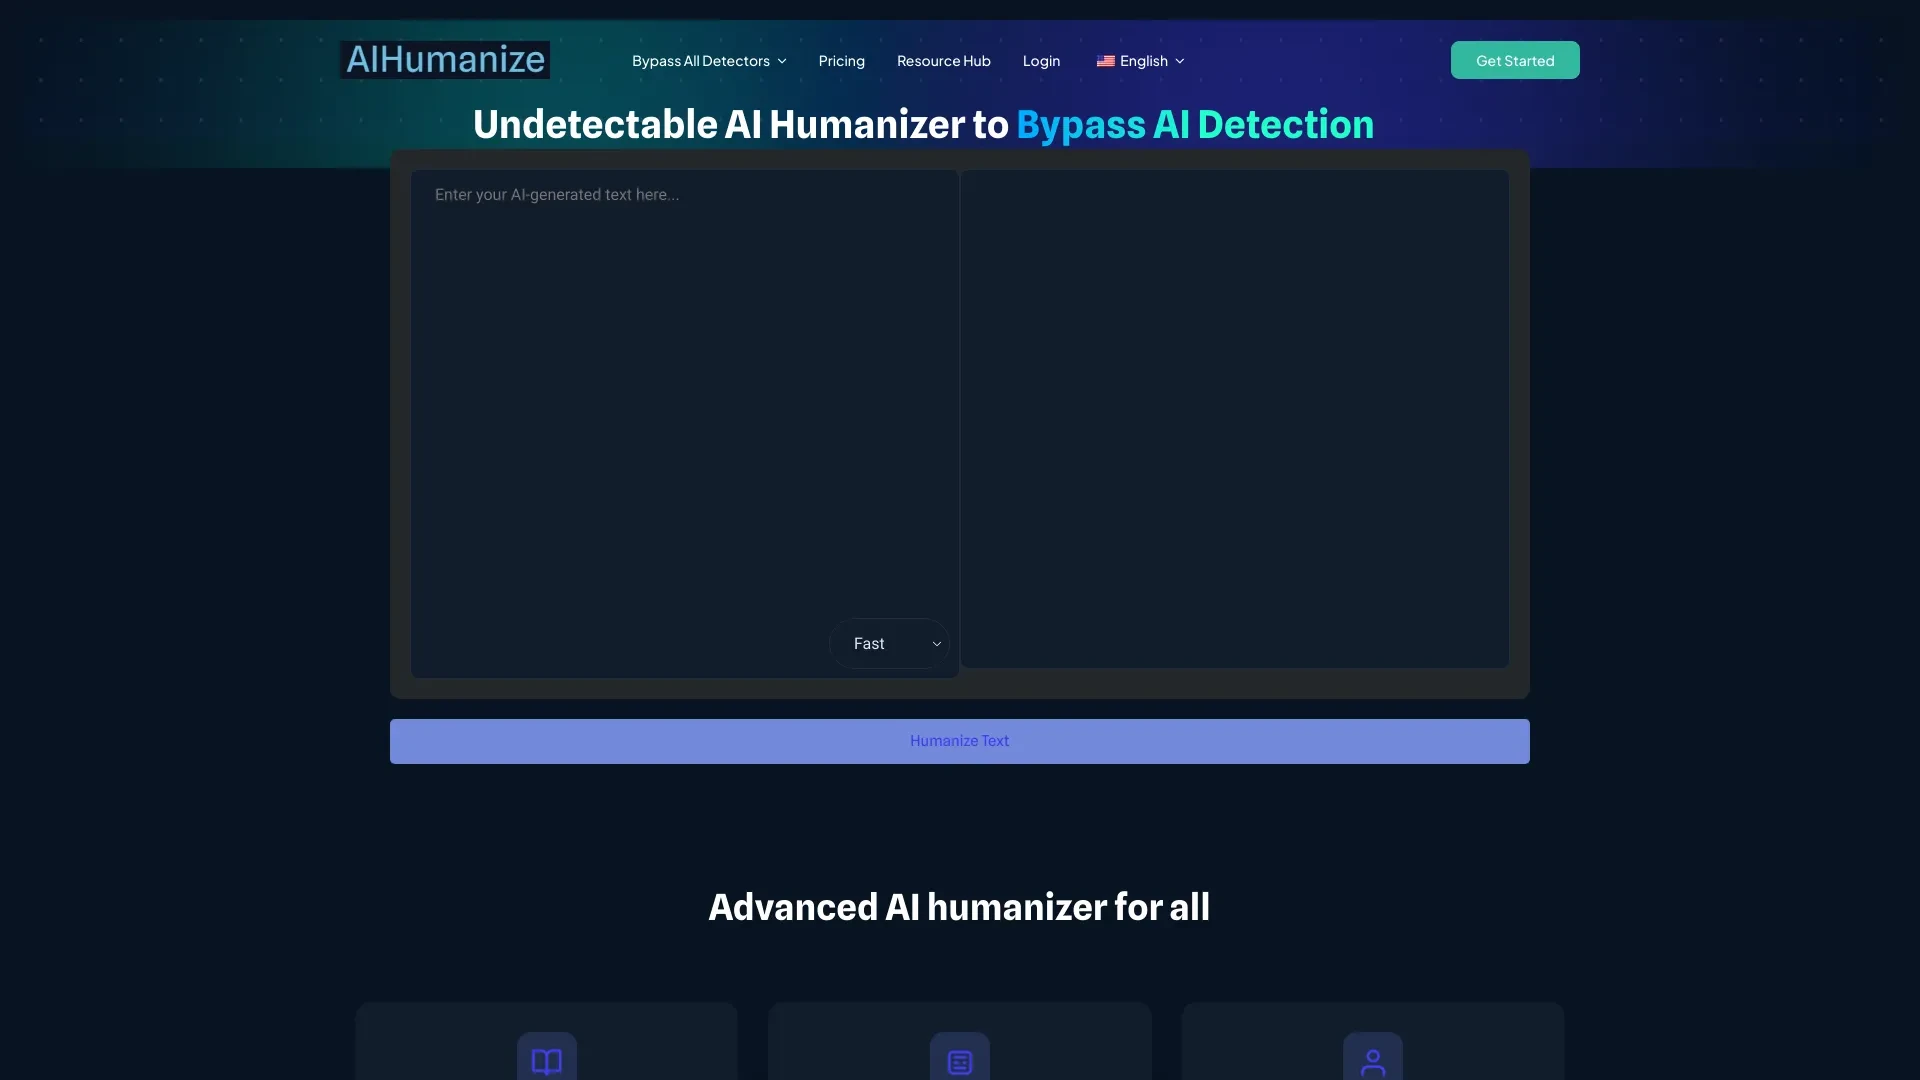 AIHumanize
Bypass All Detectors
Pricing
Resource Hub
Login
English
Get Started
Undetectable AI Humanizer to Bypass AI Detection
Enter your AI-generated text here...
Fast
Humanize Text
Advanced AI humanizer for all